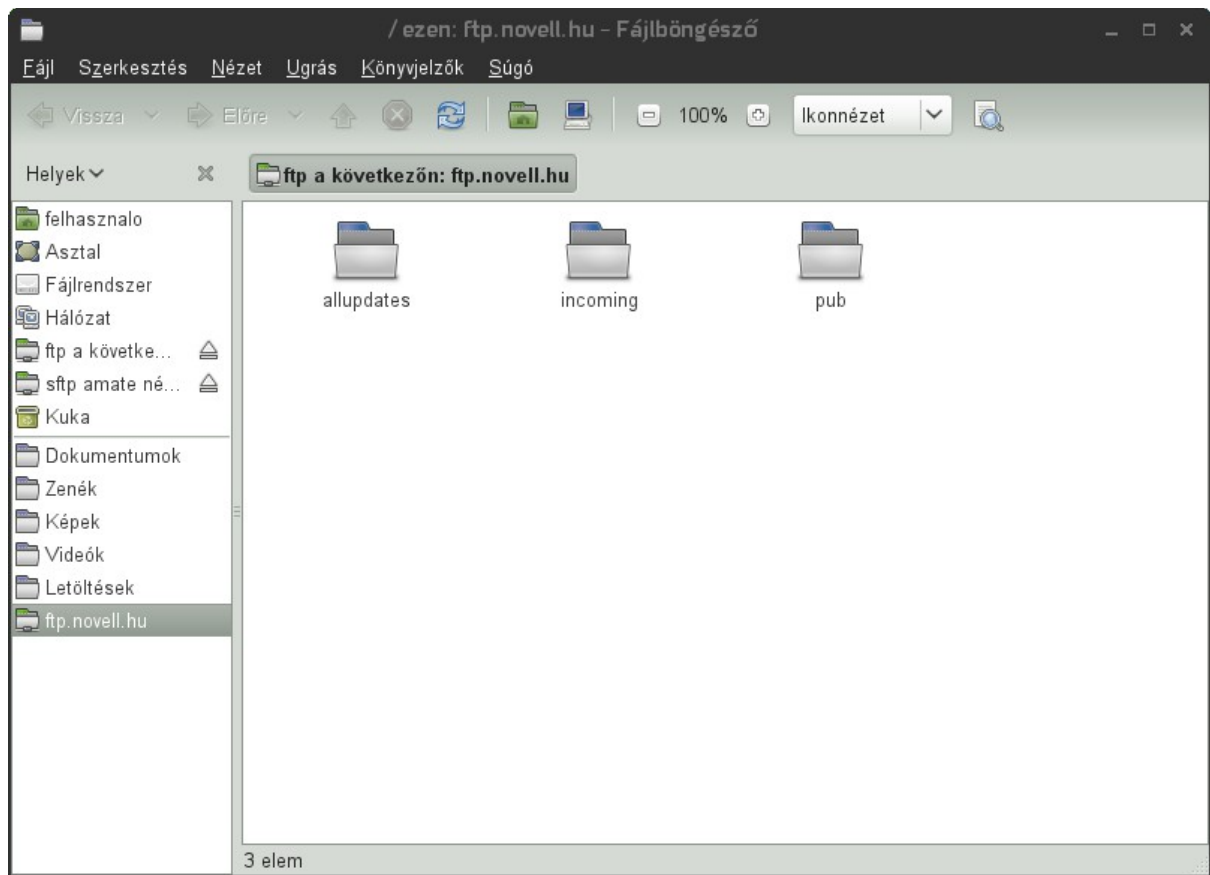 / ezen: ftp.novell.hu – Fájlböngésző
Fájl Szerkesztés Nézet Ugrás Könyvjelzők Súgó
Vissza Előre 100% Ikonnézet
Helyek
ftp a következőn: ftp.novell.hu
felhasznalo
Asztal
Fájlrendszer
Hálózat
ftp a követke...
sftp amate né...
Kuka
Dokumentumok
Zenék
Képek
Videók
Letöltések
ftp.novell.hu
allupdates incoming pub
3 elem